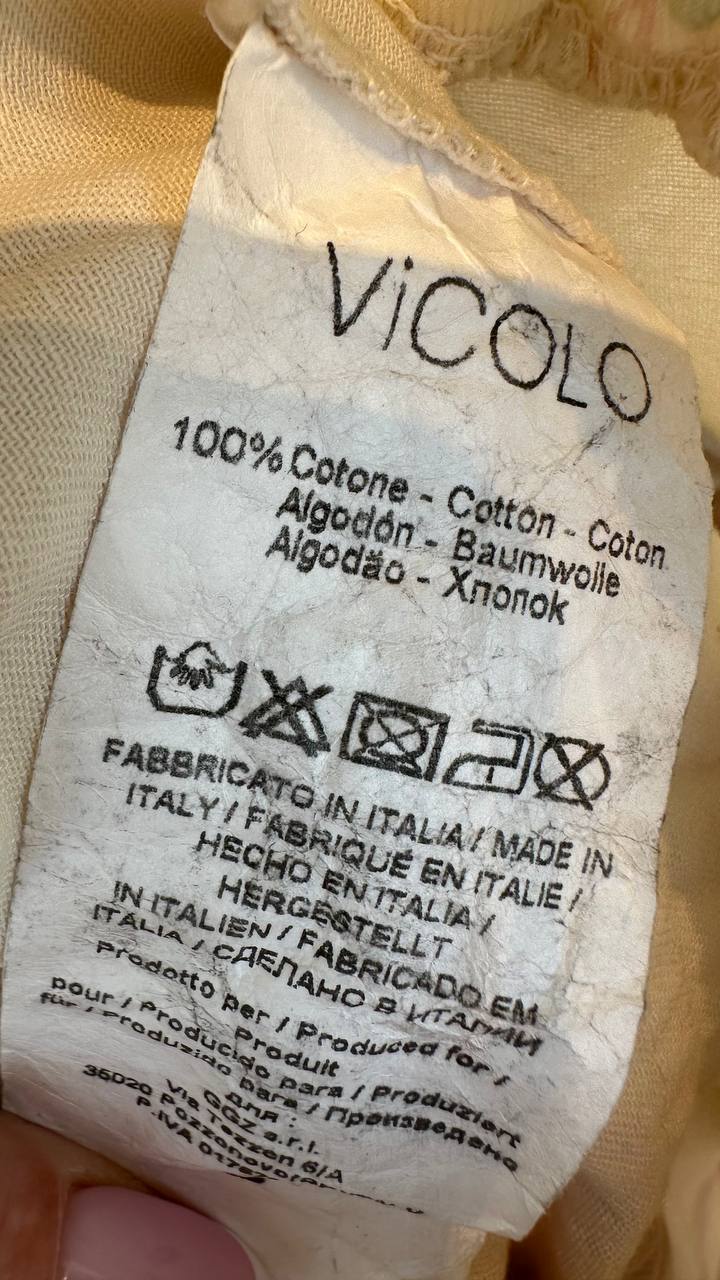 ViCOLO
100% Cotone - Cotton - Coton
Algodón - Baumwolle
Algodão - Хлопок
FABBRICATO IN ITALIA / MADE IN
ITALY / FABRIQUÉ EN ITALIE /
HECHO EN ITALIA /
HERGESTELLT
IN ITALIEN / FABRICADO EM
ITALIA / СДЕЛАНО В ИТАЛИИ
Prodotto per / Produced for /
Produit
pour / Producido para / Produziert
für / Produzido para / Произведено
для :
GGZ s.r.l.
Via Pozzon 6/A
35020 Pozzonovo
P.IVA